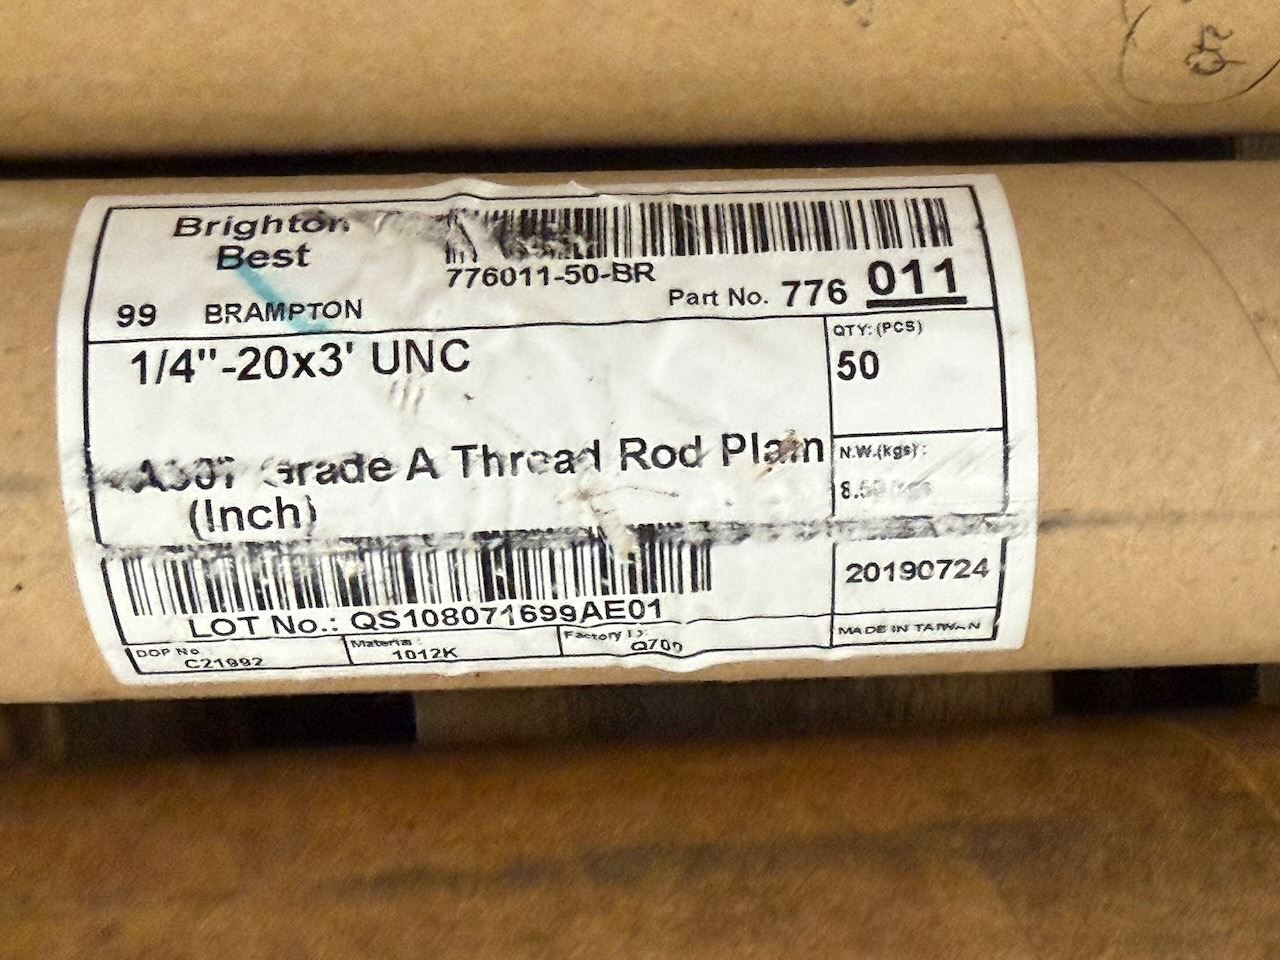 Brighton
Best
776011-50-BR
Part No. 776 011
99 BRAMPTON
1/4"-20x3' UNC
QTY:(PCS)
50
A307 Grade A Thread Rod Plain
(Inch)
N.W.(kgs):
20190724
LOT No.: QS108071699AE01
MADE IN TAIWAN
DOP No
C21992
Material:
1012K
Factory